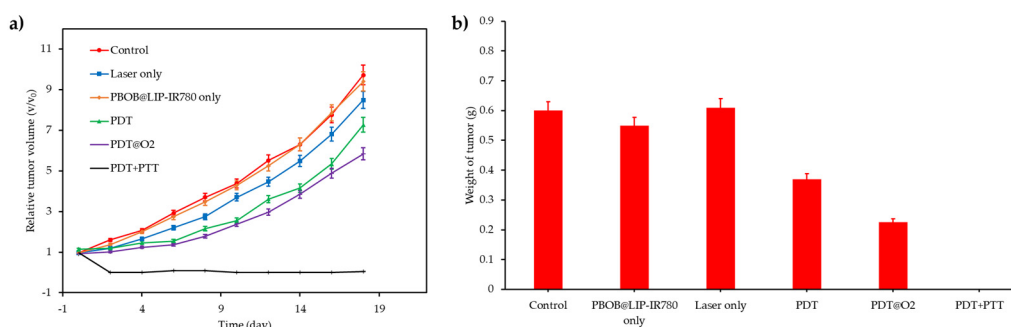 a)
Relative tumor volume (v/v₀)
11
9
7
5
3
1
-1
Control
Laser only
PBOB@LIP-IR780 only
PDT
PDT@O2
PDT+PTT
-1
4
9
14
19
Time (day)
b)
Weight of tumor (g)
0.9
0.8
0.7
0.6
0.5
0.4
0.3
0.2
0.1
0
Control
PBOB@LIP-IR780
only
Laser only
PDT
PDT@O2
PDT+PTT